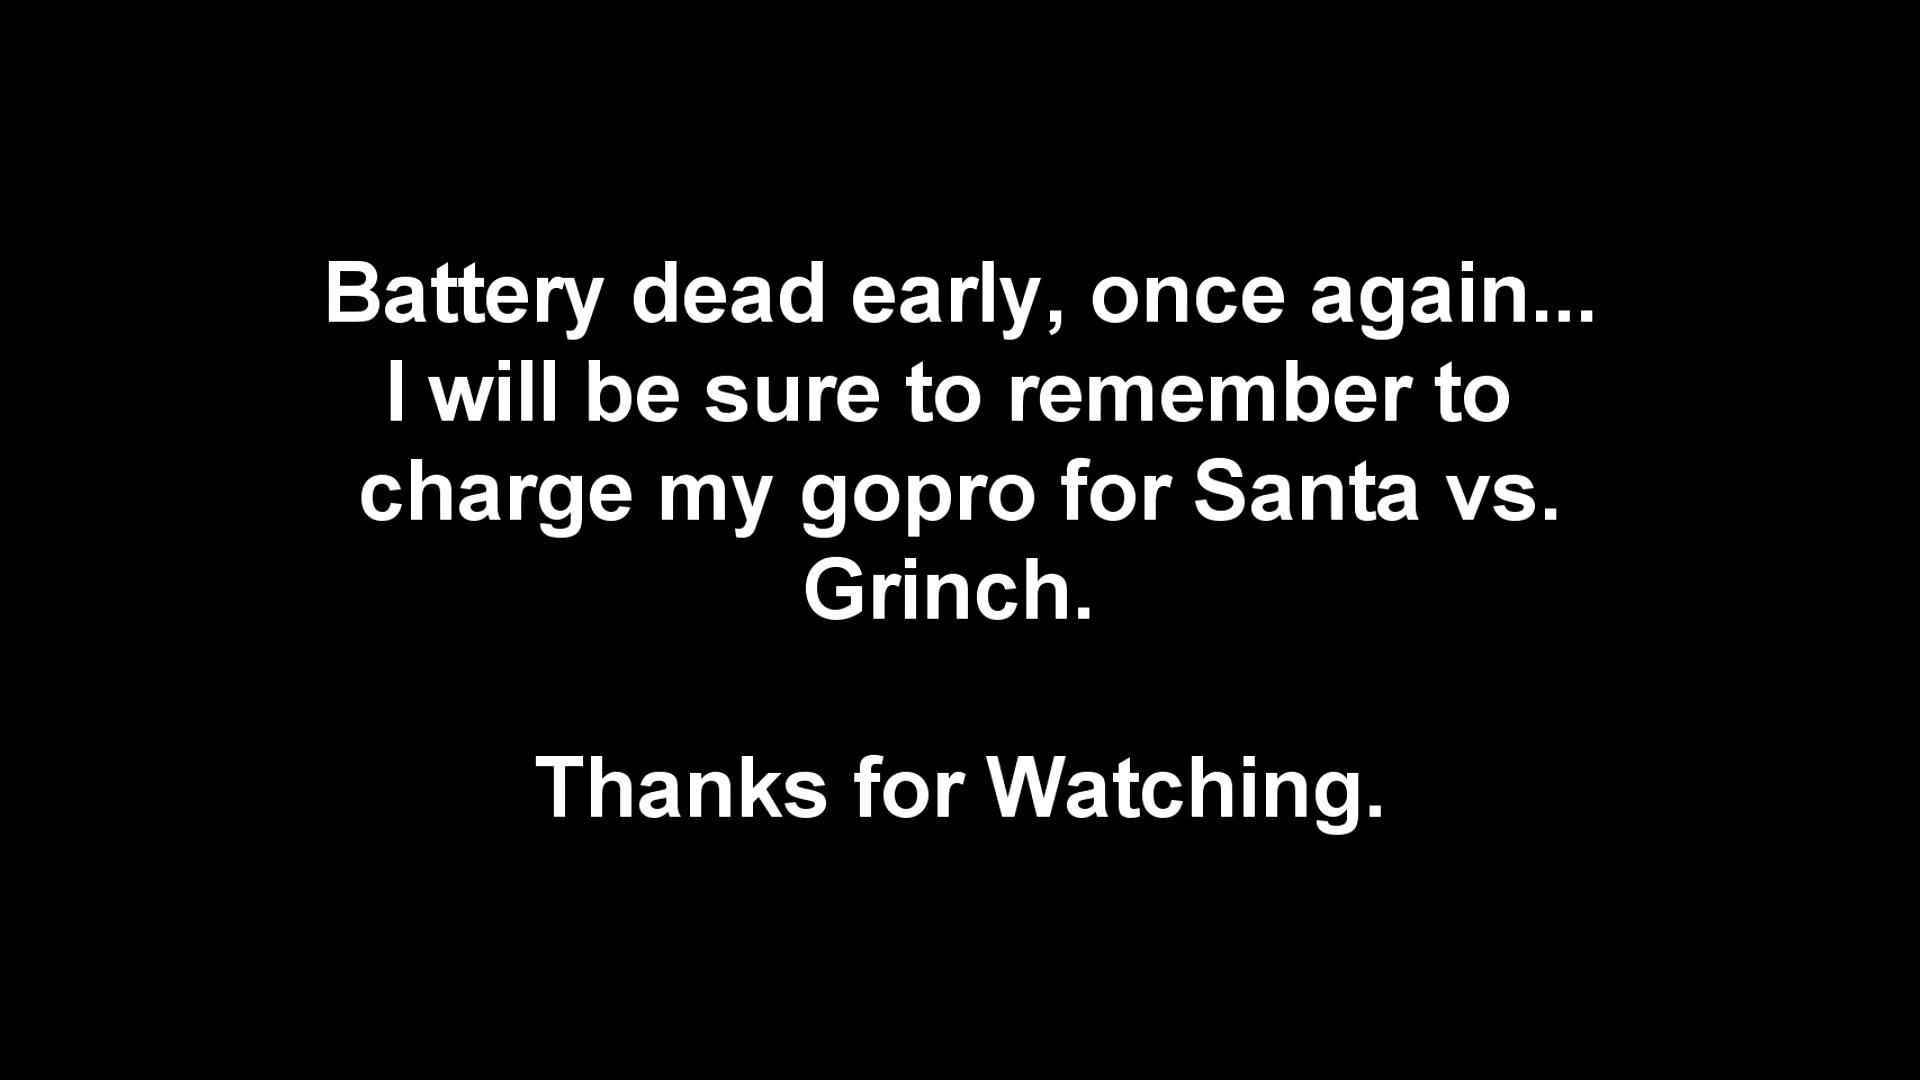 Battery dead early, once again...
I will be sure to remember to
charge my gopro for Santa vs.
Grinch.
Thanks for Watching.